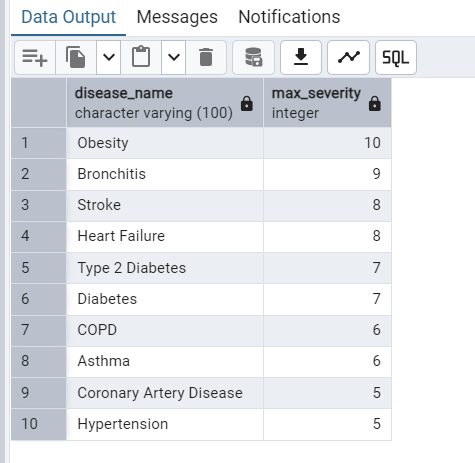 Data Output Messages Notifications
SQL
disease_name max_severity
character varying (100) integer
1 Obesity 10
2 Bronchitis 9
3 Stroke 8
4 Heart Failure 8
5 Type 2 Diabetes 7
6 Diabetes 7
7 COPD 6
8 Asthma 6
9 Coronary Artery Disease 5
10 Hypertension 5